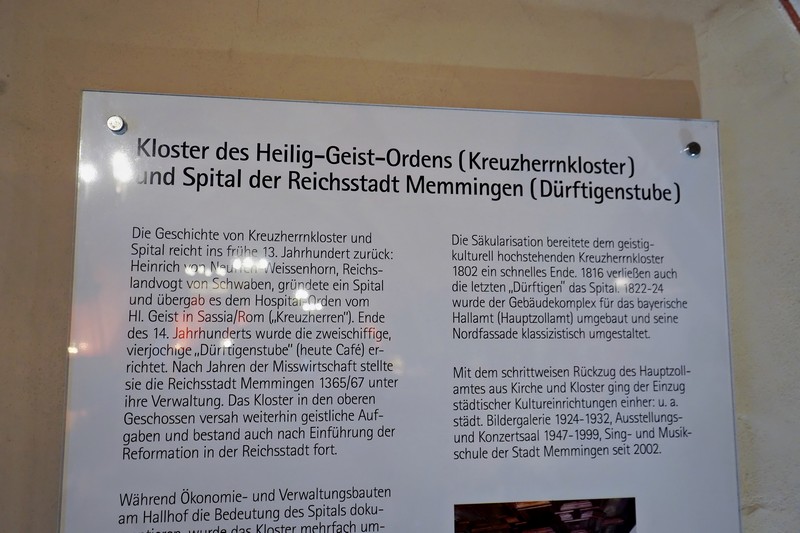 Kloster des Heilig-Geist-Ordens (Kreuzherrnkloster)
und Spital der Reichsstadt Memmingen (Dürftigenstube)
Die Geschichte von Kreuzherrnkloster und
Spital reicht ins frühe 13. Jahrhundert zurück:
Heinrich von Neuffen-Weissenhorn, Reichs-
landvogt von Schwaben, gründete ein Spital
und übergab es dem Hospital-Orden vom
Hl. Geist in Sassia/Rom („Kreuzherren"). Ende
des 14. Jahrhunderts wurde die zweischiffige,
vierjochige „Dürftigenstube" (heute Café) er-
richtet. Nach Jahren der Misswirtschaft stellte
sie die Reichsstadt Memmingen 1365/67 unter
ihre Verwaltung. Das Kloster in den oberen
Geschossen versah weiterhin geistliche Auf-
gaben und bestand auch nach Einführung der
Reformation in der Reichsstadt fort.
Während Ökonomie- und Verwaltungsbauten
am Hallhof die Bedeutung des Spitals doku-
mentieren, wurde das Kloster mehrfach um-
Die Säkularisation bereitete dem geistig-
kulturell hochstehenden Kreuzherrnkloster
1802 ein schnelles Ende. 1816 verließen auch
die letzten „Dürftigen" das Spital. 1822-24
wurde der Gebäudekomplex für das bayerische
Hallamt (Hauptzollamt) umgebaut und seine
Nordfassade klassizistisch umgestaltet.
Mit dem schrittweisen Rückzug des Hauptzoll-
amtes aus Kirche und Kloster ging der Einzug
städtischer Kultureinrichtungen einher: u. a.
städt. Bildergalerie 1924-1932, Ausstellungs-
und Konzertsaal 1947-1999, Sing- und Musik-
schule der Stadt Memmingen seit 2002.